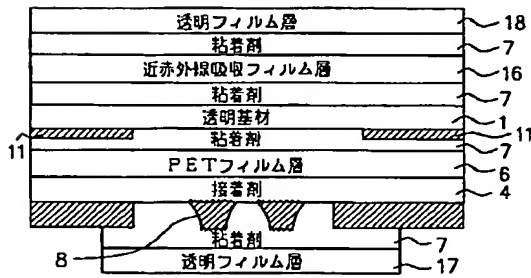 透明フィルム層 18
粘着剤 7
近赤外線吸収フィルム層 16
粘着剤 7
透明基材 1
11 粘着剤 11
7
PETフィルム層 6
接着剤 4
8
粘着剤 7
透明フィルム層 17